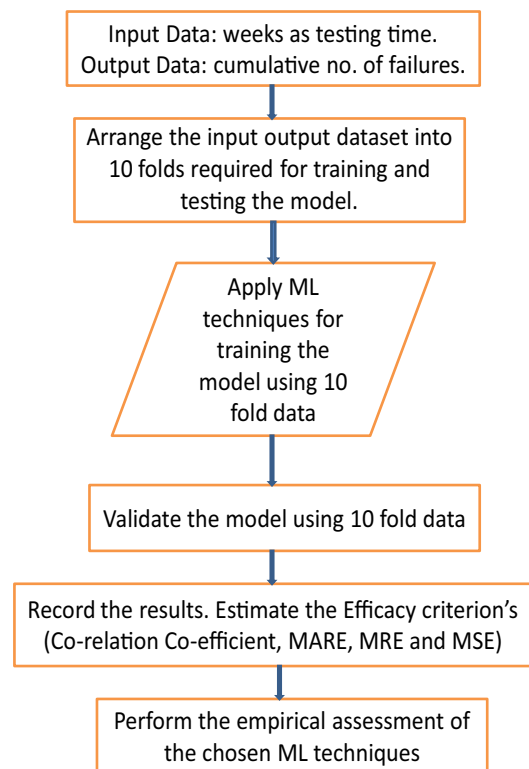 Input Data: weeks as testing time.
Output Data: cumulative no. of failures.
Arrange the input output dataset into
10 folds required for training and
testing the model.
Apply ML
techniques for
training the
model using 10
fold data
Validate the model using 10 fold data
Record the results. Estimate the Efficacy criterion's
(Co-relation Co-efficient, MARE, MRE and MSE)
Perform the empirical assessment of
the chosen ML techniques